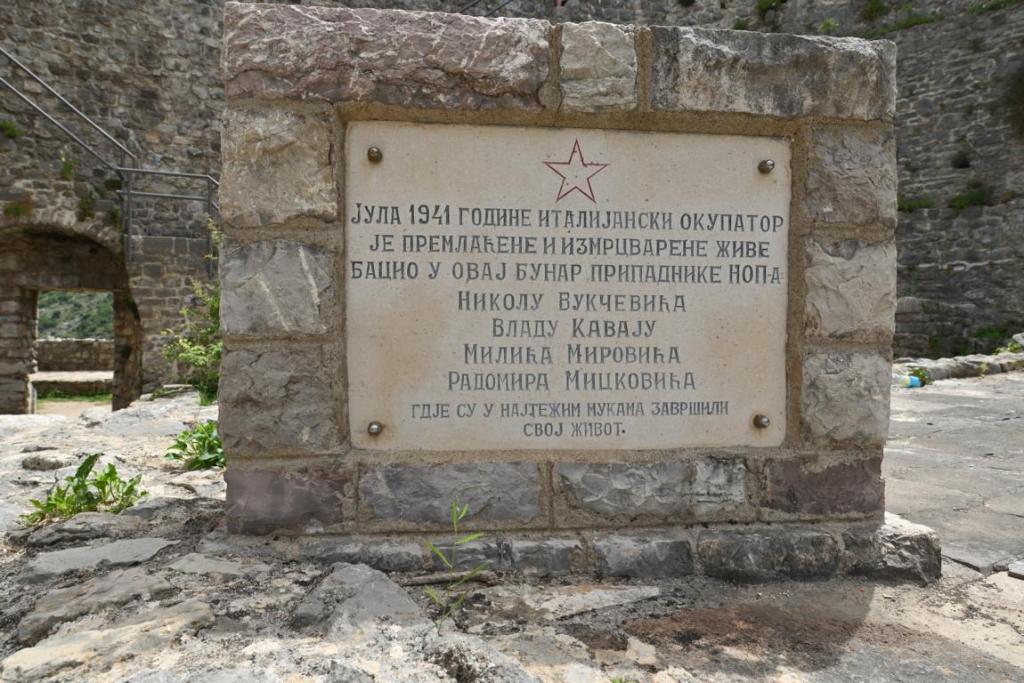 ЈУЛА 1941 ГОДИНЕ ИТАЛИЈАНСКИ ОКУПАТОР
ЈЕ ПРЕМЛАЋЕНЕ И ИЗМРЦВАРЕНЕ ЖИВЕ
БАЦИО У ОВАЈ БУНАР ПРИПАДНИКЕ НОП-А:
НИКОЛУ ВУКЧЕВИЋА
ВЛАДУ КАВАЈУ
МИЛИЋА МИРОВИЋА
РАДОМИРА МИЦКОВИЋА
ГДЈЕ СУ У НАЈТЕЖИМ МУКАМА ЗАВРШИЛИ
СВОЈ ЖИВОТ.